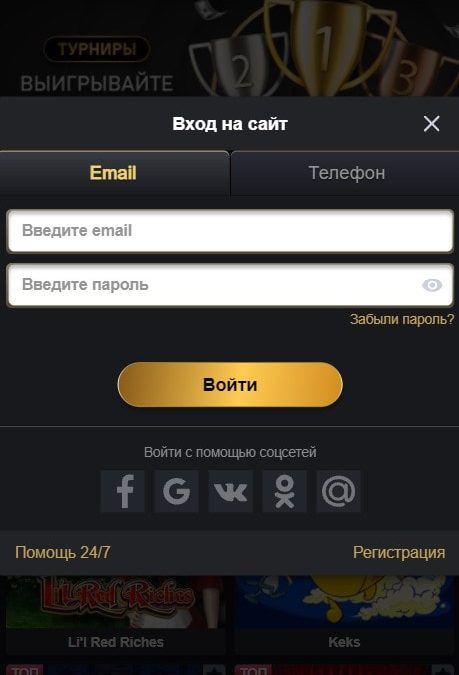 ТУРНИРЫ
ВЫИГРЫВАЙТЕ
2
1
3
Вход на сайт
Email
Телефон
Введите email
Введите пароль
Забыли пароль?
Войти
Войти с помощью соцсетей
Помощь 24/7
Регистрация
Li'l Red Riches
Li'l Red Riches
Keks
ТОП
ТОП